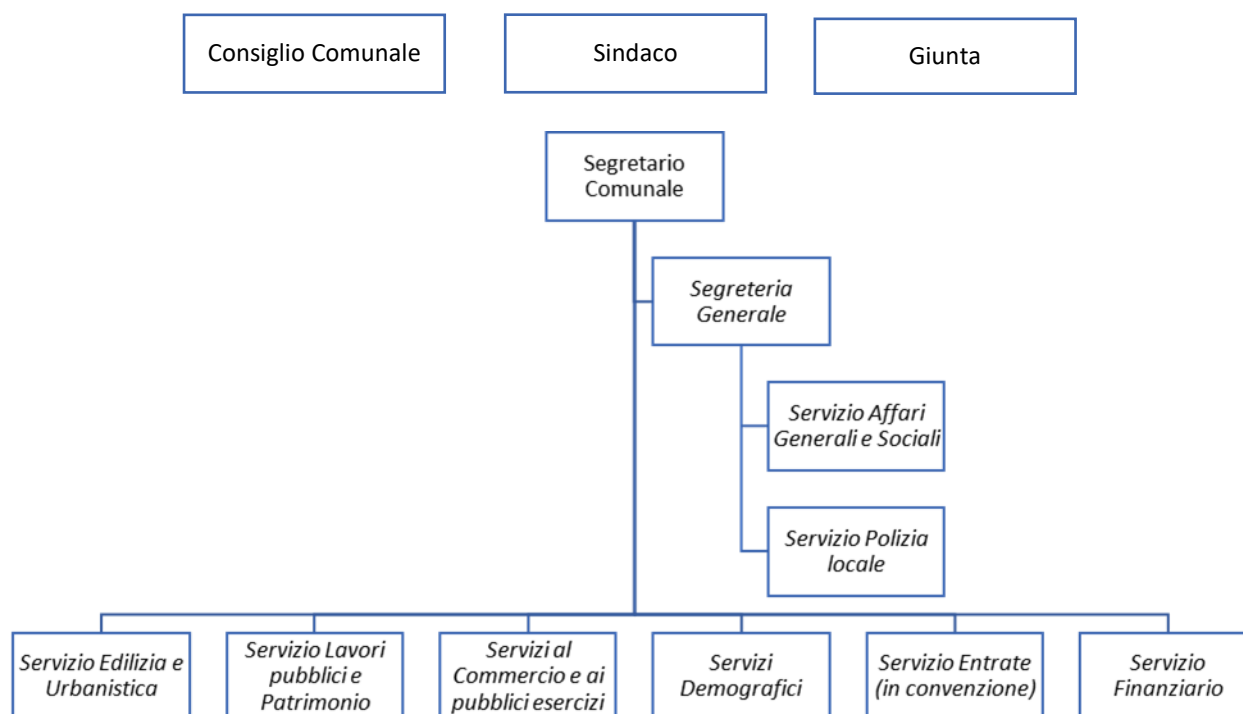 Consiglio Comunale
Sindaco
Giunta
Segretario
Comunale
Segreteria
Generale
Servizio Affari
Generali e Sociali
Servizio Polizia
locale
Servizio Edilizia e
Urbanistica
Servizio Lavori
pubblici e
Patrimonio
Servizi al
Commercio e ai
pubblici esercizi
Servizi
Demografici
Servizio Entrate
(in convenzione)
Servizio
Finanziario